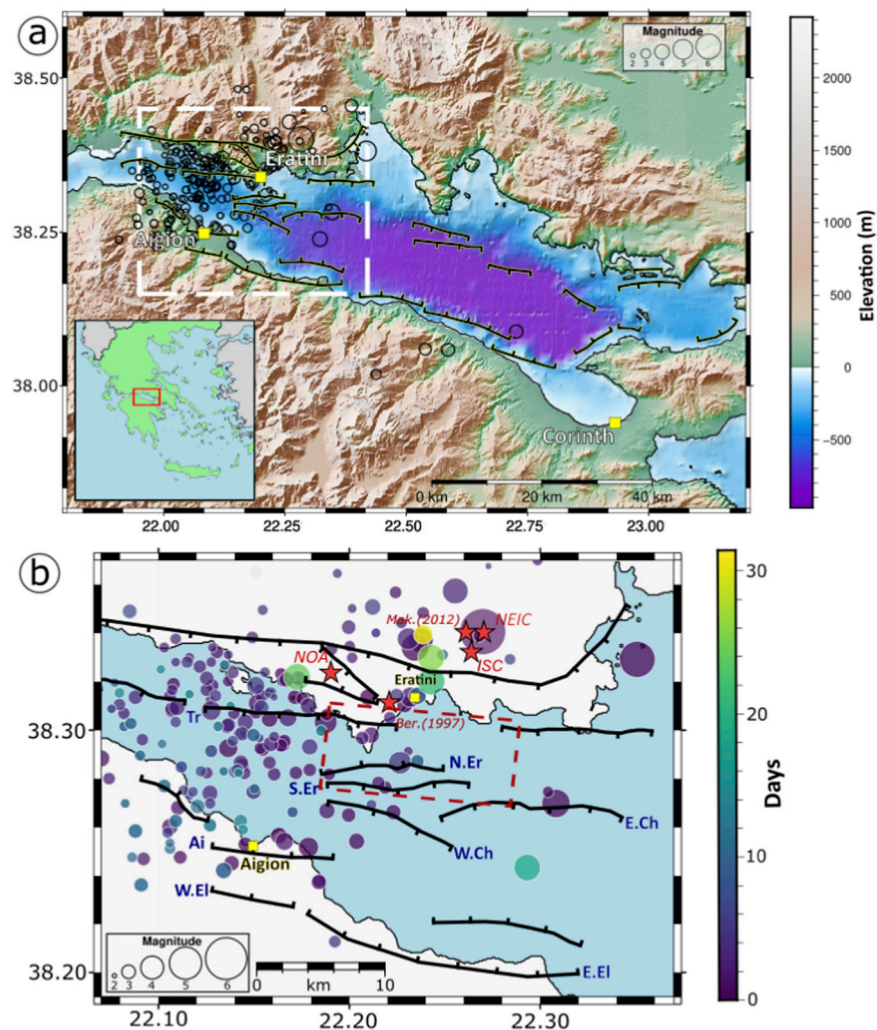 a
Magnitude
2 3 4 5 6
38.50
38.25
38.00
Eratini
Aigion
Corinth
0 km 20 km 40 km
22.00 22.25 22.50 22.75 23.00
2000
1500
1000
500
0
−500
Elevation (m)
b
Mak.(2012)
NEIC
NOA
ISC
Eratini
Ber.(1997)
Tr
N.Er
S.Er
E.Ch
W.Ch
Ai
Aigion
W.El
E.El
Magnitude
2 3 4 5 6
0 10
km
38.30
38.20
22.10 22.20 22.30
30
20
10
0
Days